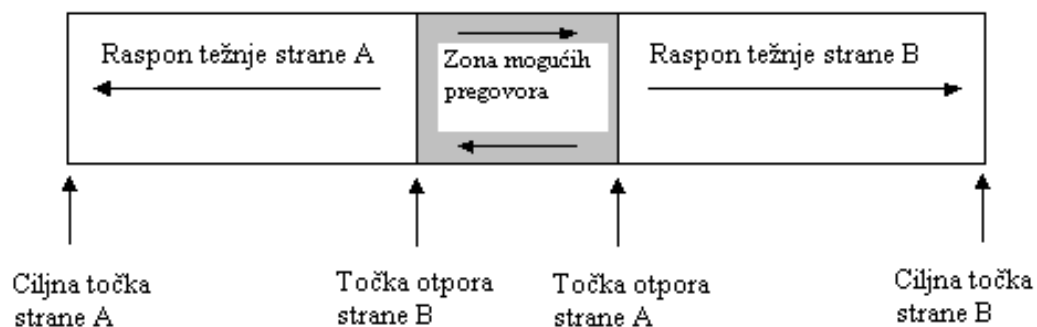 Raspon težnje strane A
Zona mogućih
pregovora
Raspon težnje strane B
Ciljna točka
strane A
Točka otpora
strane B
Točka otpora
strane A
Ciljna točka
strane B